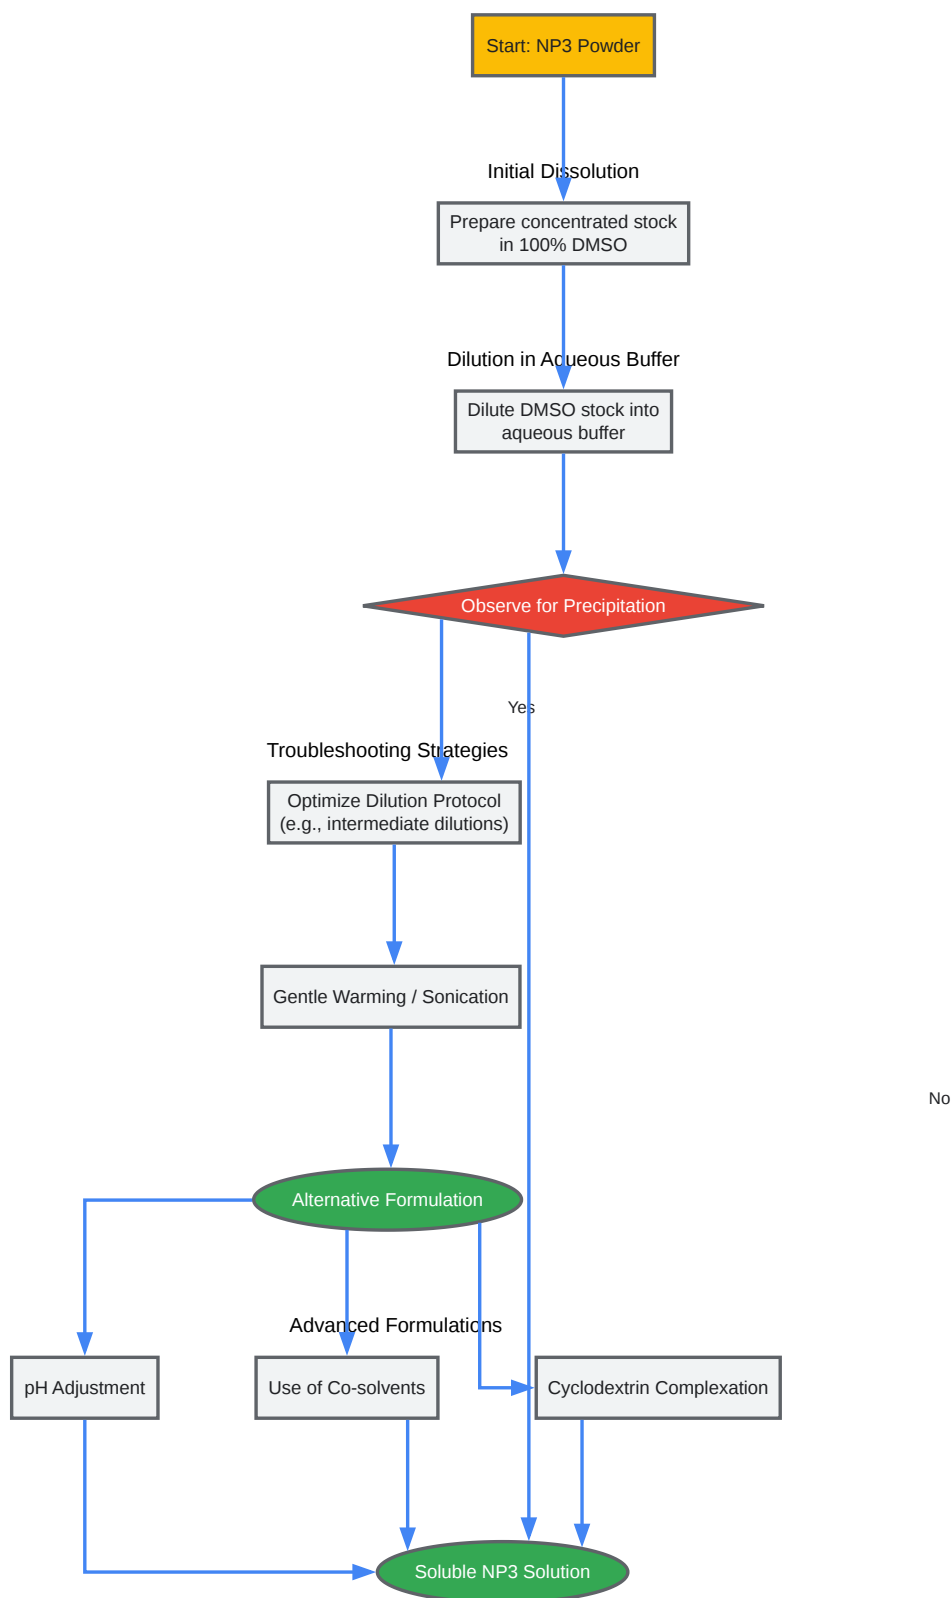 Start: NP3 Powder
Initial Dissolution
Prepare concentrated stock
in 100% DMSO
Dilution in Aqueous Buffer
Dilute DMSO stock into
aqueous buffer
Observe for Precipitation
Yes
Troubleshooting Strategies
Optimize Dilution Protocol
(e.g., intermediate dilutions)
Gentle Warming / Sonication
No
Alternative Formulation
Advanced Formulations
pH Adjustment
Use of Co-solvents
Cyclodextrin Complexation
Soluble NP3 Solution